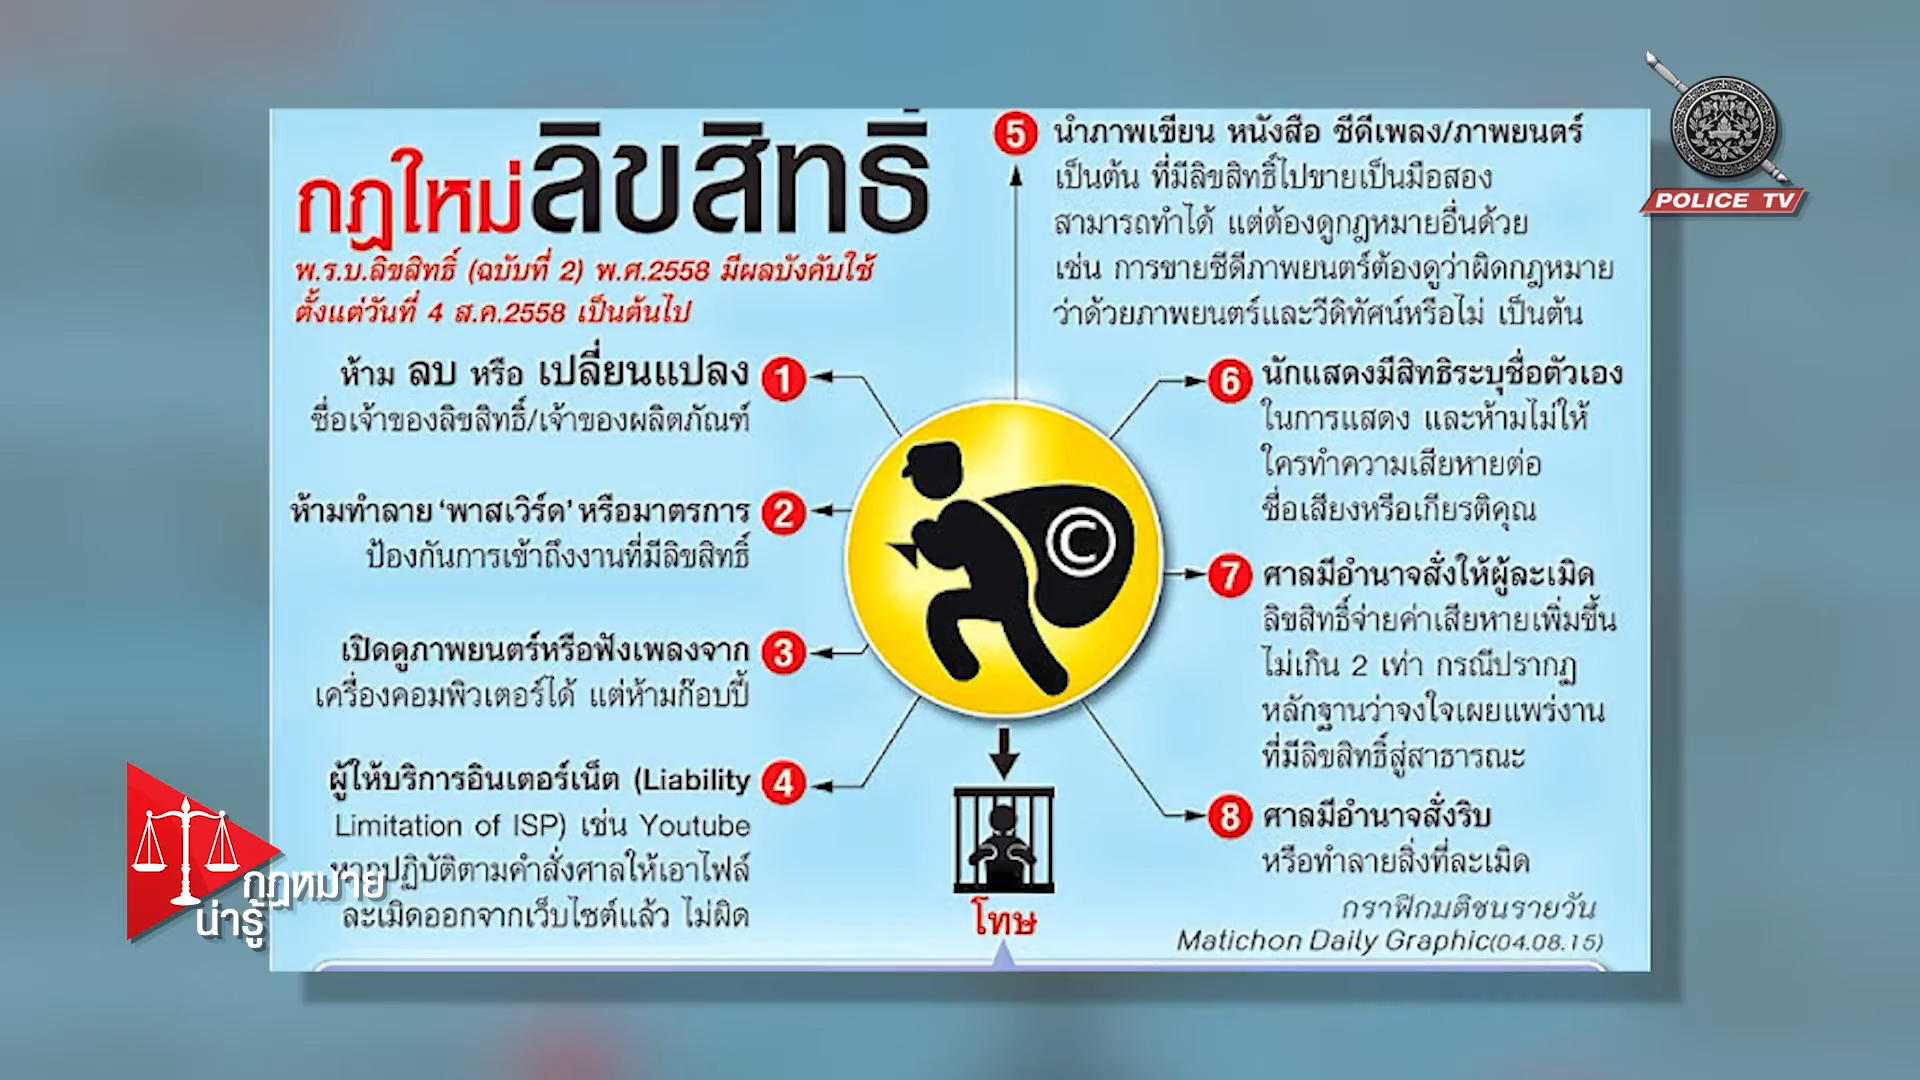 กฎใหม่ลิขสิทธิ์
พ.ร.บ.ลิขสิทธิ์ (ฉบับที่ 2) พ.ศ.2558 มีผลบังคับใช้
ตั้งแต่วันที่ 4 ส.ค.2558 เป็นต้นไป
ห้าม ลบ หรือ เปลี่ยนแปลง 1
ชื่อเจ้าของลิขสิทธิ์/เจ้าของผลิตภัณฑ์
ห้ามทำลาย ‘พาสเวิร์ด’ หรือมาตรการ 2
ป้องกันการเข้าถึงงานที่มีลิขสิทธิ์
เปิดดูภาพยนตร์หรือฟังเพลงจาก 3
เครื่องคอมพิวเตอร์ได้ แต่ห้ามก๊อบปี้
ผู้ให้บริการอินเตอร์เน็ต (Liability 4
Limitation of ISP) เช่น Youtube
หากปฏิบัติตามคำสั่งศาลให้เอาไฟล์
ละเมิดออกจากเว็บไซต์แล้ว ไม่ผิด
5 นำภาพเขียน หนังสือ ซีดีเพลง/ภาพยนตร์
เป็นต้น ที่มีลิขสิทธิ์ไปขายเป็นมือสอง
สามารถทำได้ แต่ต้องดูกฎหมายอื่นด้วย
เช่น การขายซีดีภาพยนตร์ต้องดูว่าผิดกฎหมาย
ว่าด้วยภาพยนตร์และวีดิทัศน์หรือไม่ เป็นต้น
6 นักแสดงมีสิทธิระบุชื่อตัวเอง
ในการแสดง และห้ามไม่ให้
ใครทำความเสียหายต่อ
ชื่อเสียงหรือเกียรติคุณ
7 ศาลมีอำนาจสั่งให้ผู้ละเมิด
ลิขสิทธิ์จ่ายค่าเสียหายเพิ่มขึ้น
ไม่เกิน 2 เท่า กรณีปรากฏ
หลักฐานว่าจงใจเผยแพร่งาน
ที่มีลิขสิทธิ์สู่สาธารณะ
8 ศาลมีอำนาจสั่งริบ
หรือทำลายสิ่งที่ละเมิด
©
โทษ
กราฟิกมติชนรายวัน
Matichon Daily Graphic(04.08.15)
POLICE TV
กฎหมาย
น่ารู้